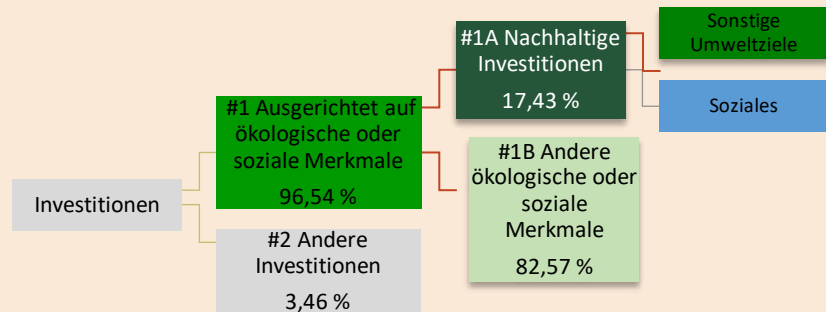 Investitionen
#1 Ausgerichtet auf
ökologische oder
soziale Merkmale
96,54 %
#2 Andere
Investitionen
3,46 %
#1A Nachhaltige
Investitionen
17,43 %
#1B Andere
ökologische oder
soziale
Merkmale
82,57 %
Sonstige
Umweltziele
Soziales